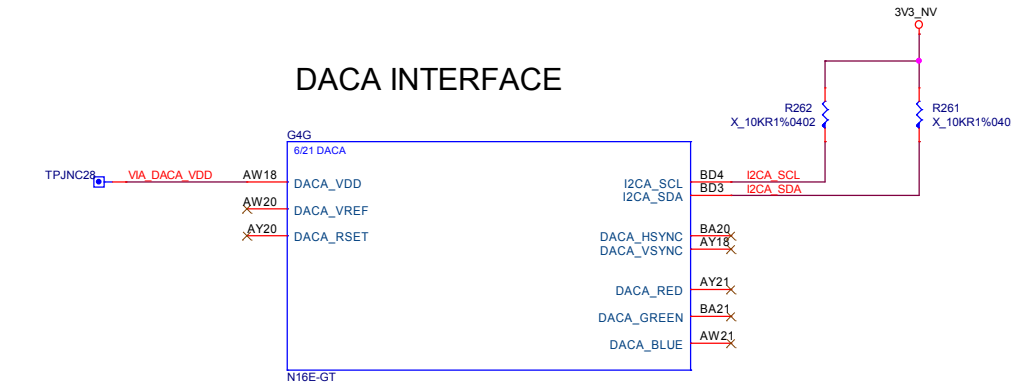 3V3_NV
DACA INTERFACE
R262
X_10KR1%0402
R261
X_10KR1%040
G4G
6/21 DACA
TPJNC28
VIA_DACA_VDD
AW18
DACA_VDD
AW20
DACA_VREF
AY20
DACA_RSET
I2CA_SCL
BD4
I2CA_SCL
I2CA_SDA
BD3
I2CA_SDA
DACA_HSYNC
BA20
DACA_VSYNC
AY18
DACA_RED
AY21
DACA_GREEN
BA21
DACA_BLUE
AW21
N16E-GT